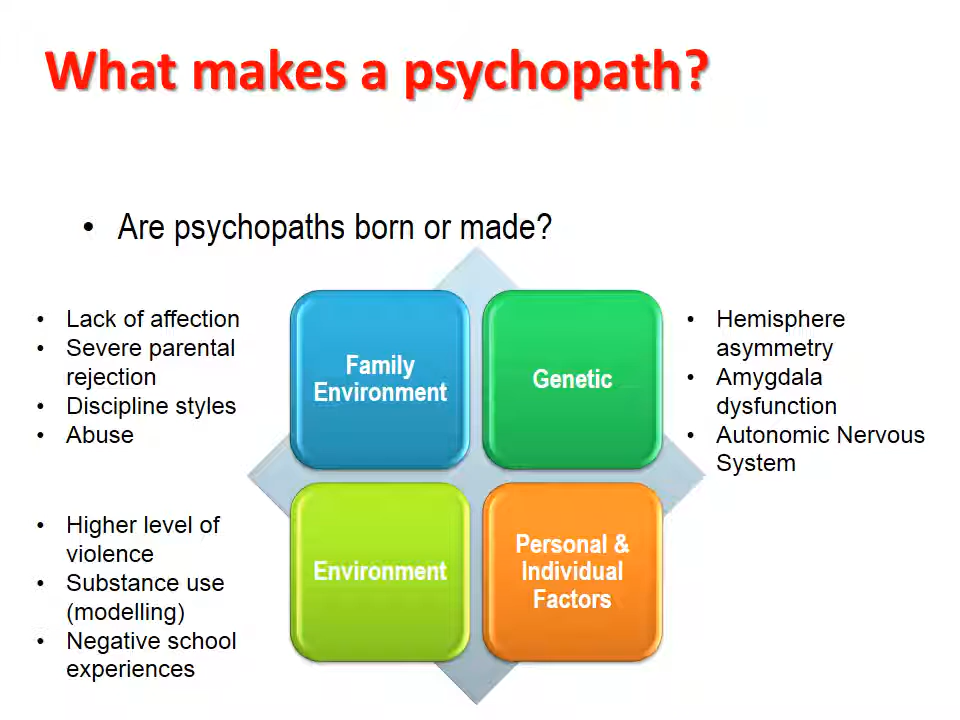 What makes a psychopath?
• Are psychopaths born or made?
• Lack of affection
• Severe parental
rejection
• Discipline styles
• Abuse
Family
Environment
Genetic
• Hemisphere
asymmetry
• Amygdala
dysfunction
• Autonomic Nervous
System
• Higher level of
violence
• Substance use
(modelling)
• Negative school
experiences
Environment
Personal &
Individual
Factors